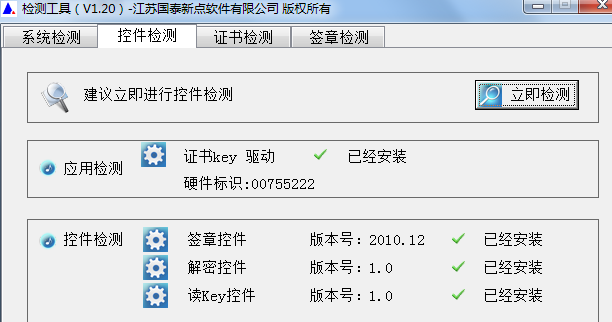 检测工具（V1.20）-江苏国泰新点软件有限公司 版权所有
系统检测 控件检测 证书检测 签章检测
建议立即进行控件检测 立即检测
应用检测 证书key 驱动 已经安装
硬件标识:00755222
控件检测 签章控件 版本号：2010.12 已经安装
解密控件 版本号：1.0 已经安装
读Key控件 版本号：1.0 已经安装